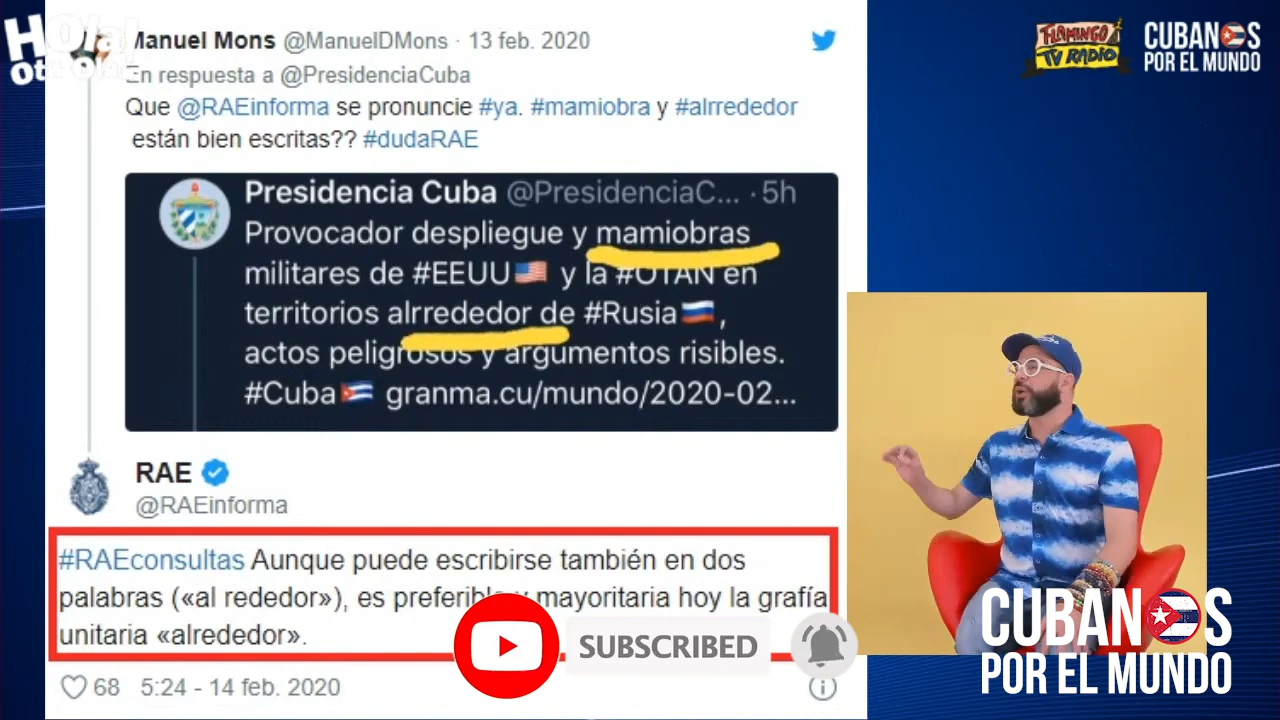 Hola!
Ota Ola!
Manuel Mons @ManuelDMons · 13 feb. 2020
En respuesta a @PresidenciaCuba
Que @RAEinforma se pronuncie #ya. #mamiobra y #alrrededor
están bien escritas?? #dudaRAE
Presidencia Cuba @PresidenciaC... · 5h
Provocador despliegue y mamiobras
militares de #EEUU y la #OTAN en
territorios alrrededor de #Rusia ,
actos peligrosos y argumentos risibles.
#Cuba granma.cu/mundo/2020-02...
RAE
@RAEinforma
#RAEconsultas Aunque puede escribirse también en dos
palabras («al rededor»), es preferible y mayoritaria hoy la grafía
unitaria «alrededor».
68 5:24 - 14 feb. 2020
SUBSCRIBED
FLAMINGO
TV RADIO
CUBANOS
POR EL MUNDO
CUBANOS
POR EL MUNDO